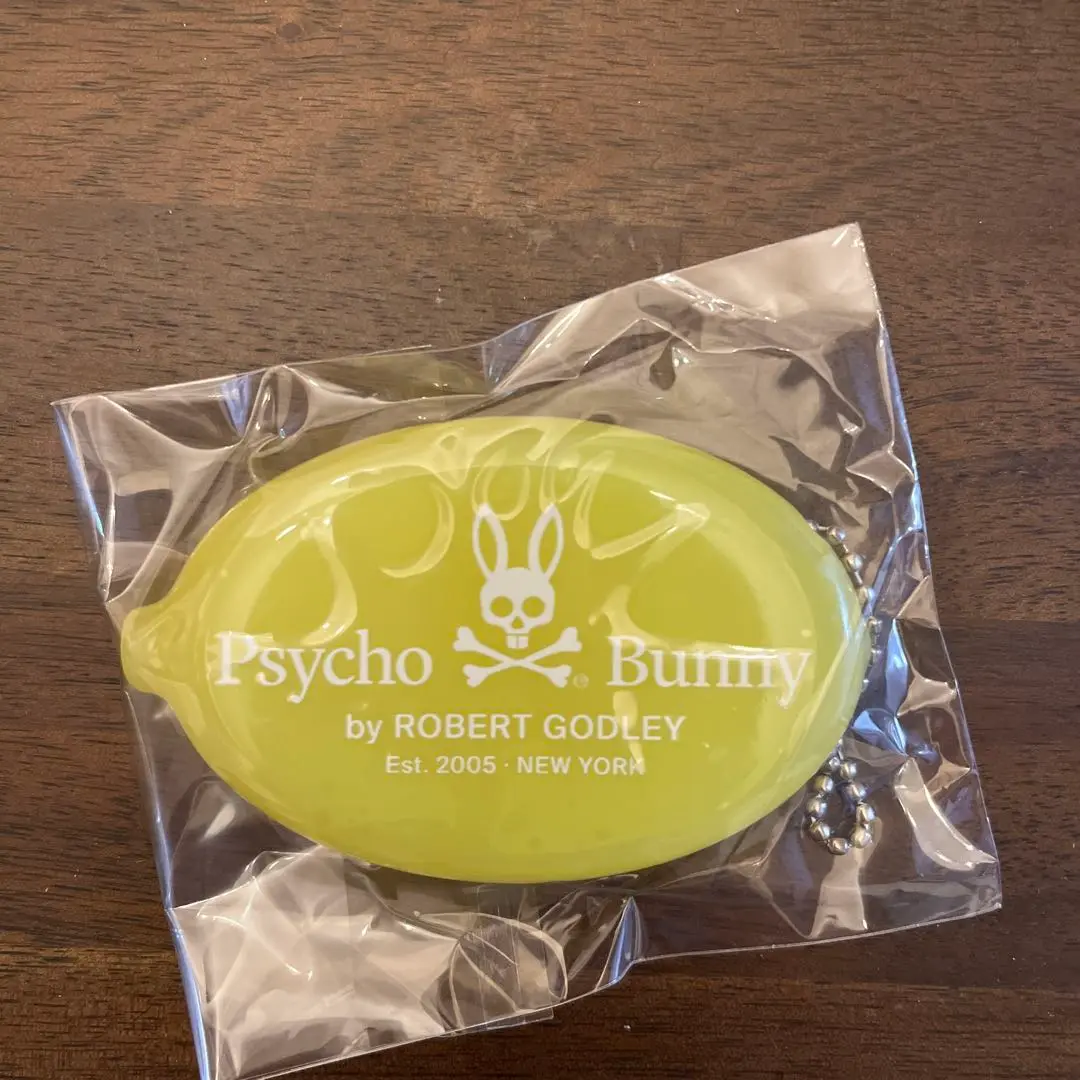 Psycho ® Bunny
by ROBERT GODLEY
Est. 2005 · NEW YORK